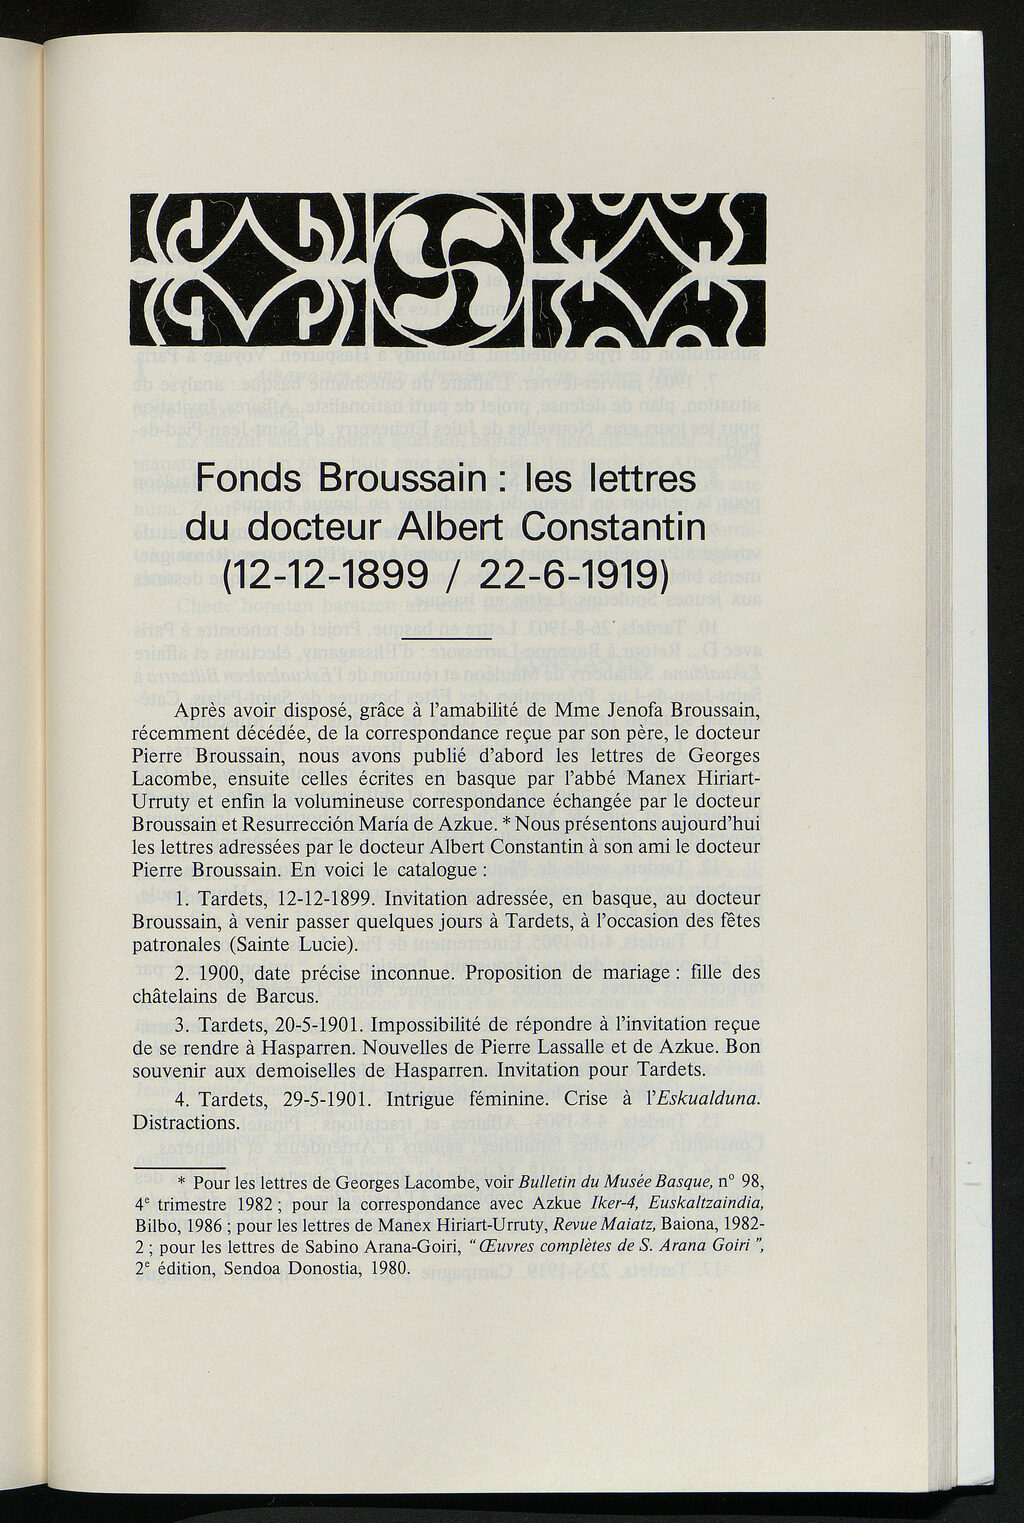 Fonds Broussain : les lettres
du docteur Albert Constantin
(12-12-1899 / 22-6-1919)
Après avoir disposé, grâce à l'amabilité de Mme Jenofa Broussain,
récemment décédée, de la correspondance reçue par son père, le docteur
Pierre Broussain, nous avons publié d'abord les lettres de Georges
Lacombe, ensuite celles écrites en basque par l'abbé Manex Hiriart-
Urruty et enfin la volumineuse correspondance échangée par le docteur
Broussain et Resurrección María de Azkue. * Nous présentons aujourd'hui
les lettres adressées par le docteur Albert Constantin à son ami le docteur
Pierre Broussain. En voici le catalogue :
1. Tardets, 12-12-1899. Invitation adressée, en basque, au docteur
Broussain, à venir passer quelques jours à Tardets, à l'occasion des fêtes
patronales (Sainte Lucie).
2. 1900, date précise inconnue. Proposition de mariage : fille des
châtelains de Barcus.
3. Tardets, 20-5-1901. Impossibilité de répondre à l'invitation reçue
de se rendre à Hasparren. Nouvelles de Pierre Lassalle et de Azkue. Bon
souvenir aux demoiselles de Hasparren. Invitation pour Tardets.
4. Tardets, 29-5-1901. Intrigue féminine. Crise à l'Eskualduna.
Distractions.
* Pour les lettres de Georges Lacombe, voir Bulletin du Musée Basque, n° 98,
4e trimestre 1982 ; pour la correspondance avec Azkue Iker-4, Euskaltzaindia,
Bilbo, 1986 ; pour les lettres de Manex Hiriart-Urruty, Revue Maiatz, Baiona, 1982-
2 ; pour les lettres de Sabino Arana-Goiri, “ Œuvres complètes de S. Arana Goiri ”,
2e édition, Sendoa Donostia, 1980.